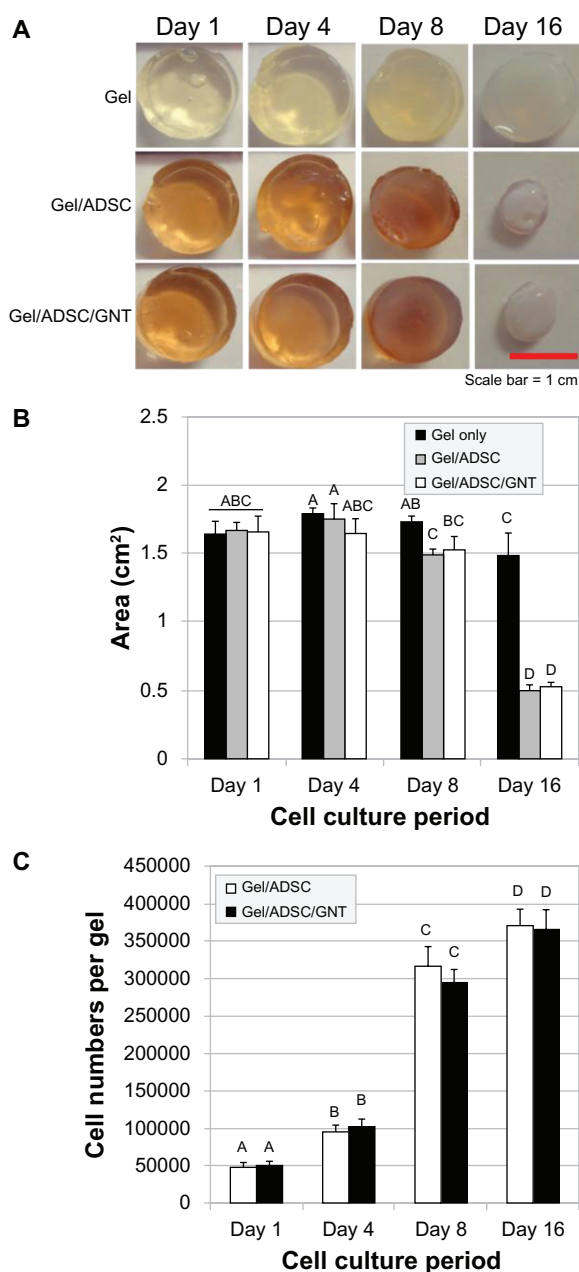 A
Day 1 Day 4 Day 8 Day 16
Gel
Gel/ADSC
Gel/ADSC/GNT
Scale bar = 1 cm
B
2.5
2
1.5
1
0.5
0
Area (cm²)
Gel only
Gel/ADSC
Gel/ADSC/GNT
ABC
A A ABC
AB C BC
C D D
Day 1 Day 4 Day 8 Day 16
Cell culture period
C
450000
400000
350000
300000
250000
200000
150000
100000
50000
0
Cell numbers per gel
Gel/ADSC
Gel/ADSC/GNT
A A
B B
C C
D D
Day 1 Day 4 Day 8 Day 16
Cell culture period